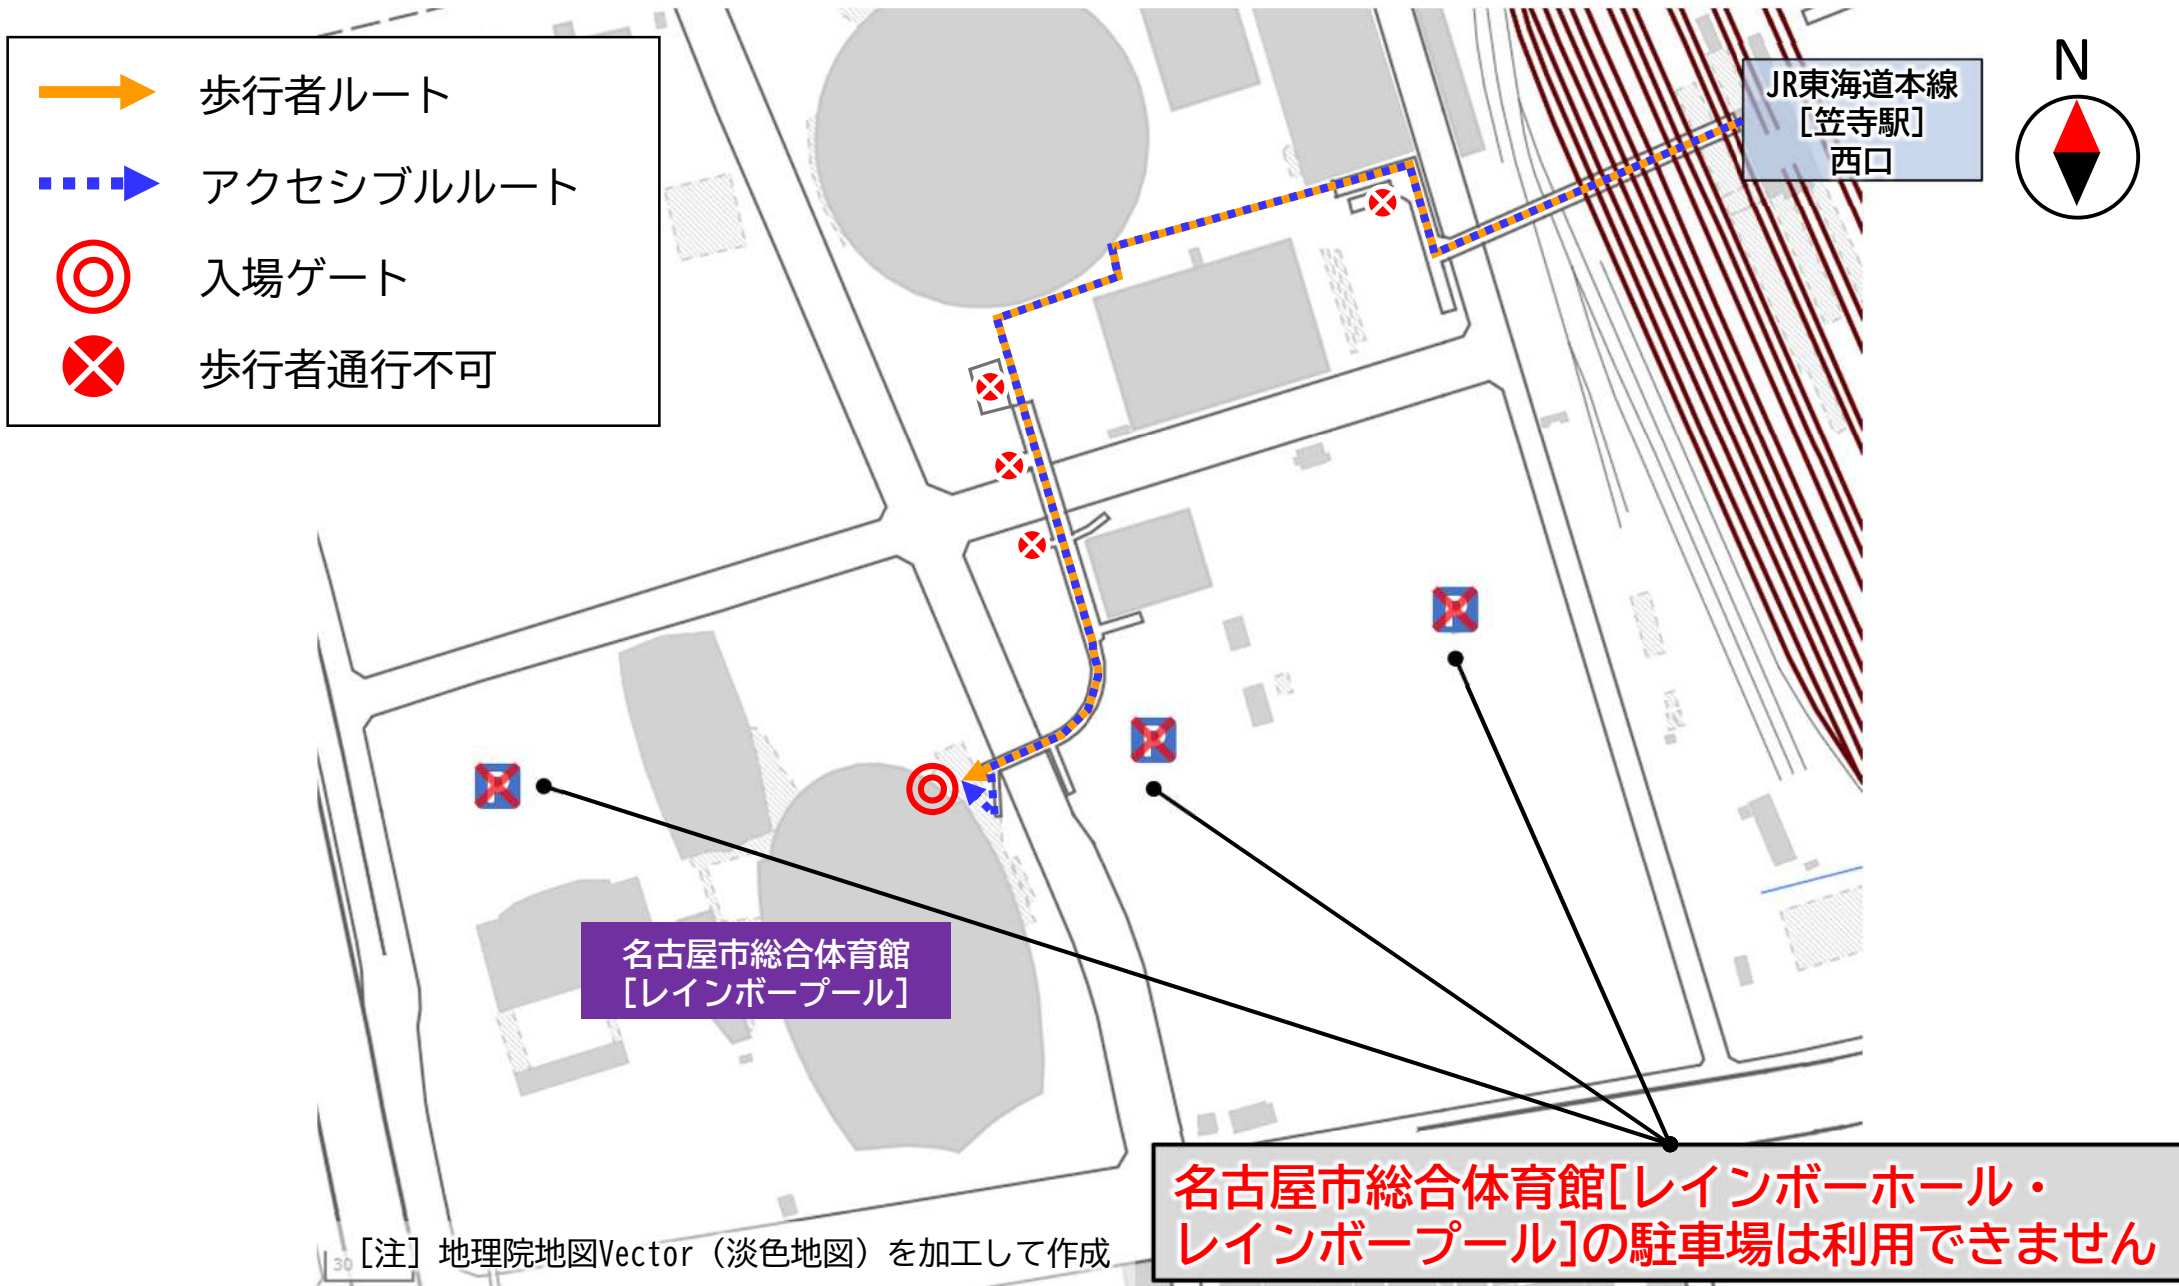 歩行者ルート
アクセシブルルート
入場ゲート
歩行者通行不可
JR東海道本線
[笠寺駅]
西口
N
P
P
P
名古屋市総合体育館
[レインボープール]
名古屋市総合体育館[レインボーホール・
レインボープール]の駐車場は利用できません
[注] 地理院地図Vector（淡色地図）を加工して作成
30